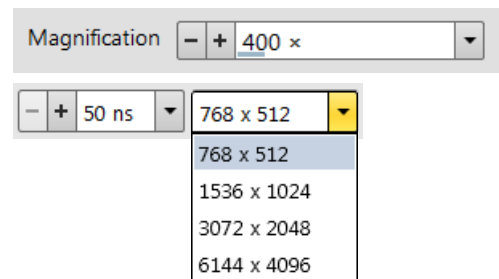 Magnification - + 400 ×
- + 50 ns 768 x 512
768 x 512
1536 x 1024
3072 x 2048
6144 x 4096